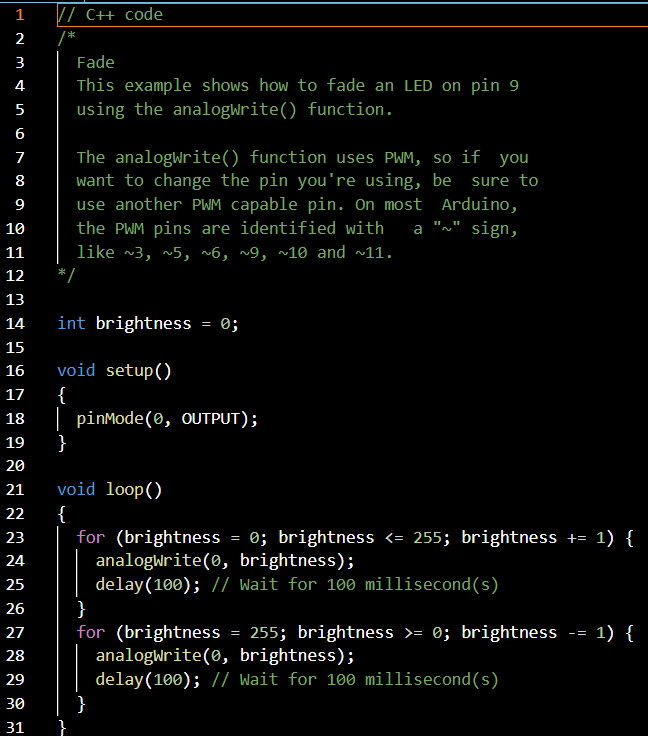 1 // C++ code
2 /*
3 Fade
4 This example shows how to fade an LED on pin 9
5 using the analogWrite() function.
6
7 The analogWrite() function uses PWM, so if  you
8 want to change the pin you're using, be  sure to
9 use another PWM capable pin. On most  Arduino,
10 the PWM pins are identified with   a "~" sign,
11 like ~3, ~5, ~6, ~9, ~10 and ~11.
12 */
13
14 int brightness = 0;
15
16 void setup()
17 {
18 pinMode(0, OUTPUT);
19 }
20
21 void loop()
22 {
23 for (brightness = 0; brightness <= 255; brightness += 1) {
24 analogWrite(0, brightness);
25 delay(100); // Wait for 100 millisecond(s)
26 }
27 for (brightness = 255; brightness >= 0; brightness -= 1) {
28 analogWrite(0, brightness);
29 delay(100); // Wait for 100 millisecond(s)
30 }
31 }